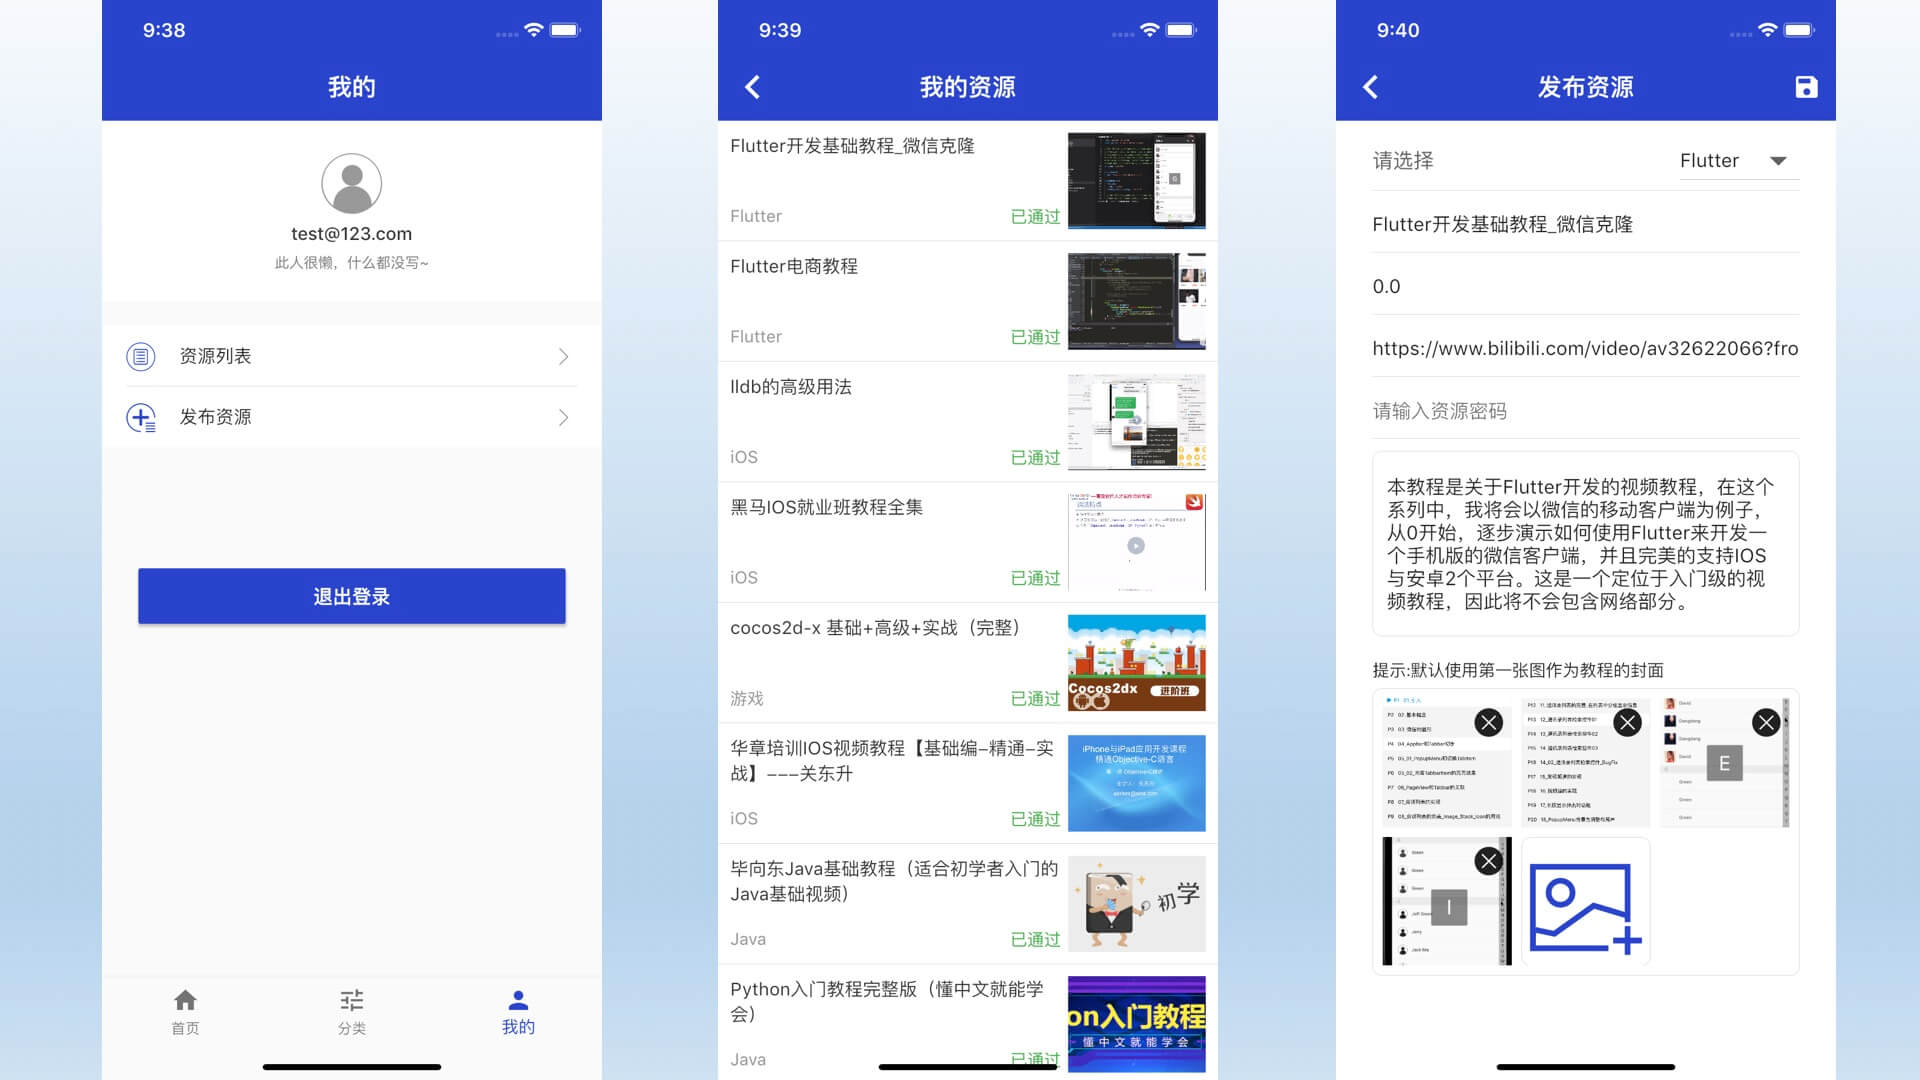 9:38
我的
test@123.com
此人很懒，什么都没写~
资源列表
发布资源
退出登录
首页
分类
我的
9:39
我的资源
Flutter开发基础教程_微信克隆
Flutter
已通过
Flutter电商教程
Flutter
已通过
lldb的高级用法
iOS
已通过
黑马IOS就业班教程全集
iOS
已通过
cocos2d-x 基础+高级+实战（完整）
游戏
已通过
Cocos2dx
进阶班
华章培训IOS视频教程【基础编–精通–实
战】–––关东升
iOS
已通过
iPhone与iPad应用开发课程
精通Objective-C语言
毕向东Java基础教程（适合初学者入门的
Java基础视频）
Java
已通过
初学
Python入门教程完整版（懂中文就能学
会）
Java
已通过
on入门教程
懂中文就能学会
9:40
发布资源
请选择
Flutter
Flutter开发基础教程_微信克隆
0.0
https://www.bilibili.com/video/av32622066?fro
请输入资源密码
本教程是关于Flutter开发的视频教程，在这个
系列中，我将会以微信的移动客户端为例子，
从0开始，逐步演示如何使用Flutter来开发一
个手机版的微信客户端，并且完美的支持IOS
与安卓2个平台。这是一个定位于入门级的视
频教程，因此将不会包含网络部分。
提示:默认使用第一张图作为教程的封面
E
I